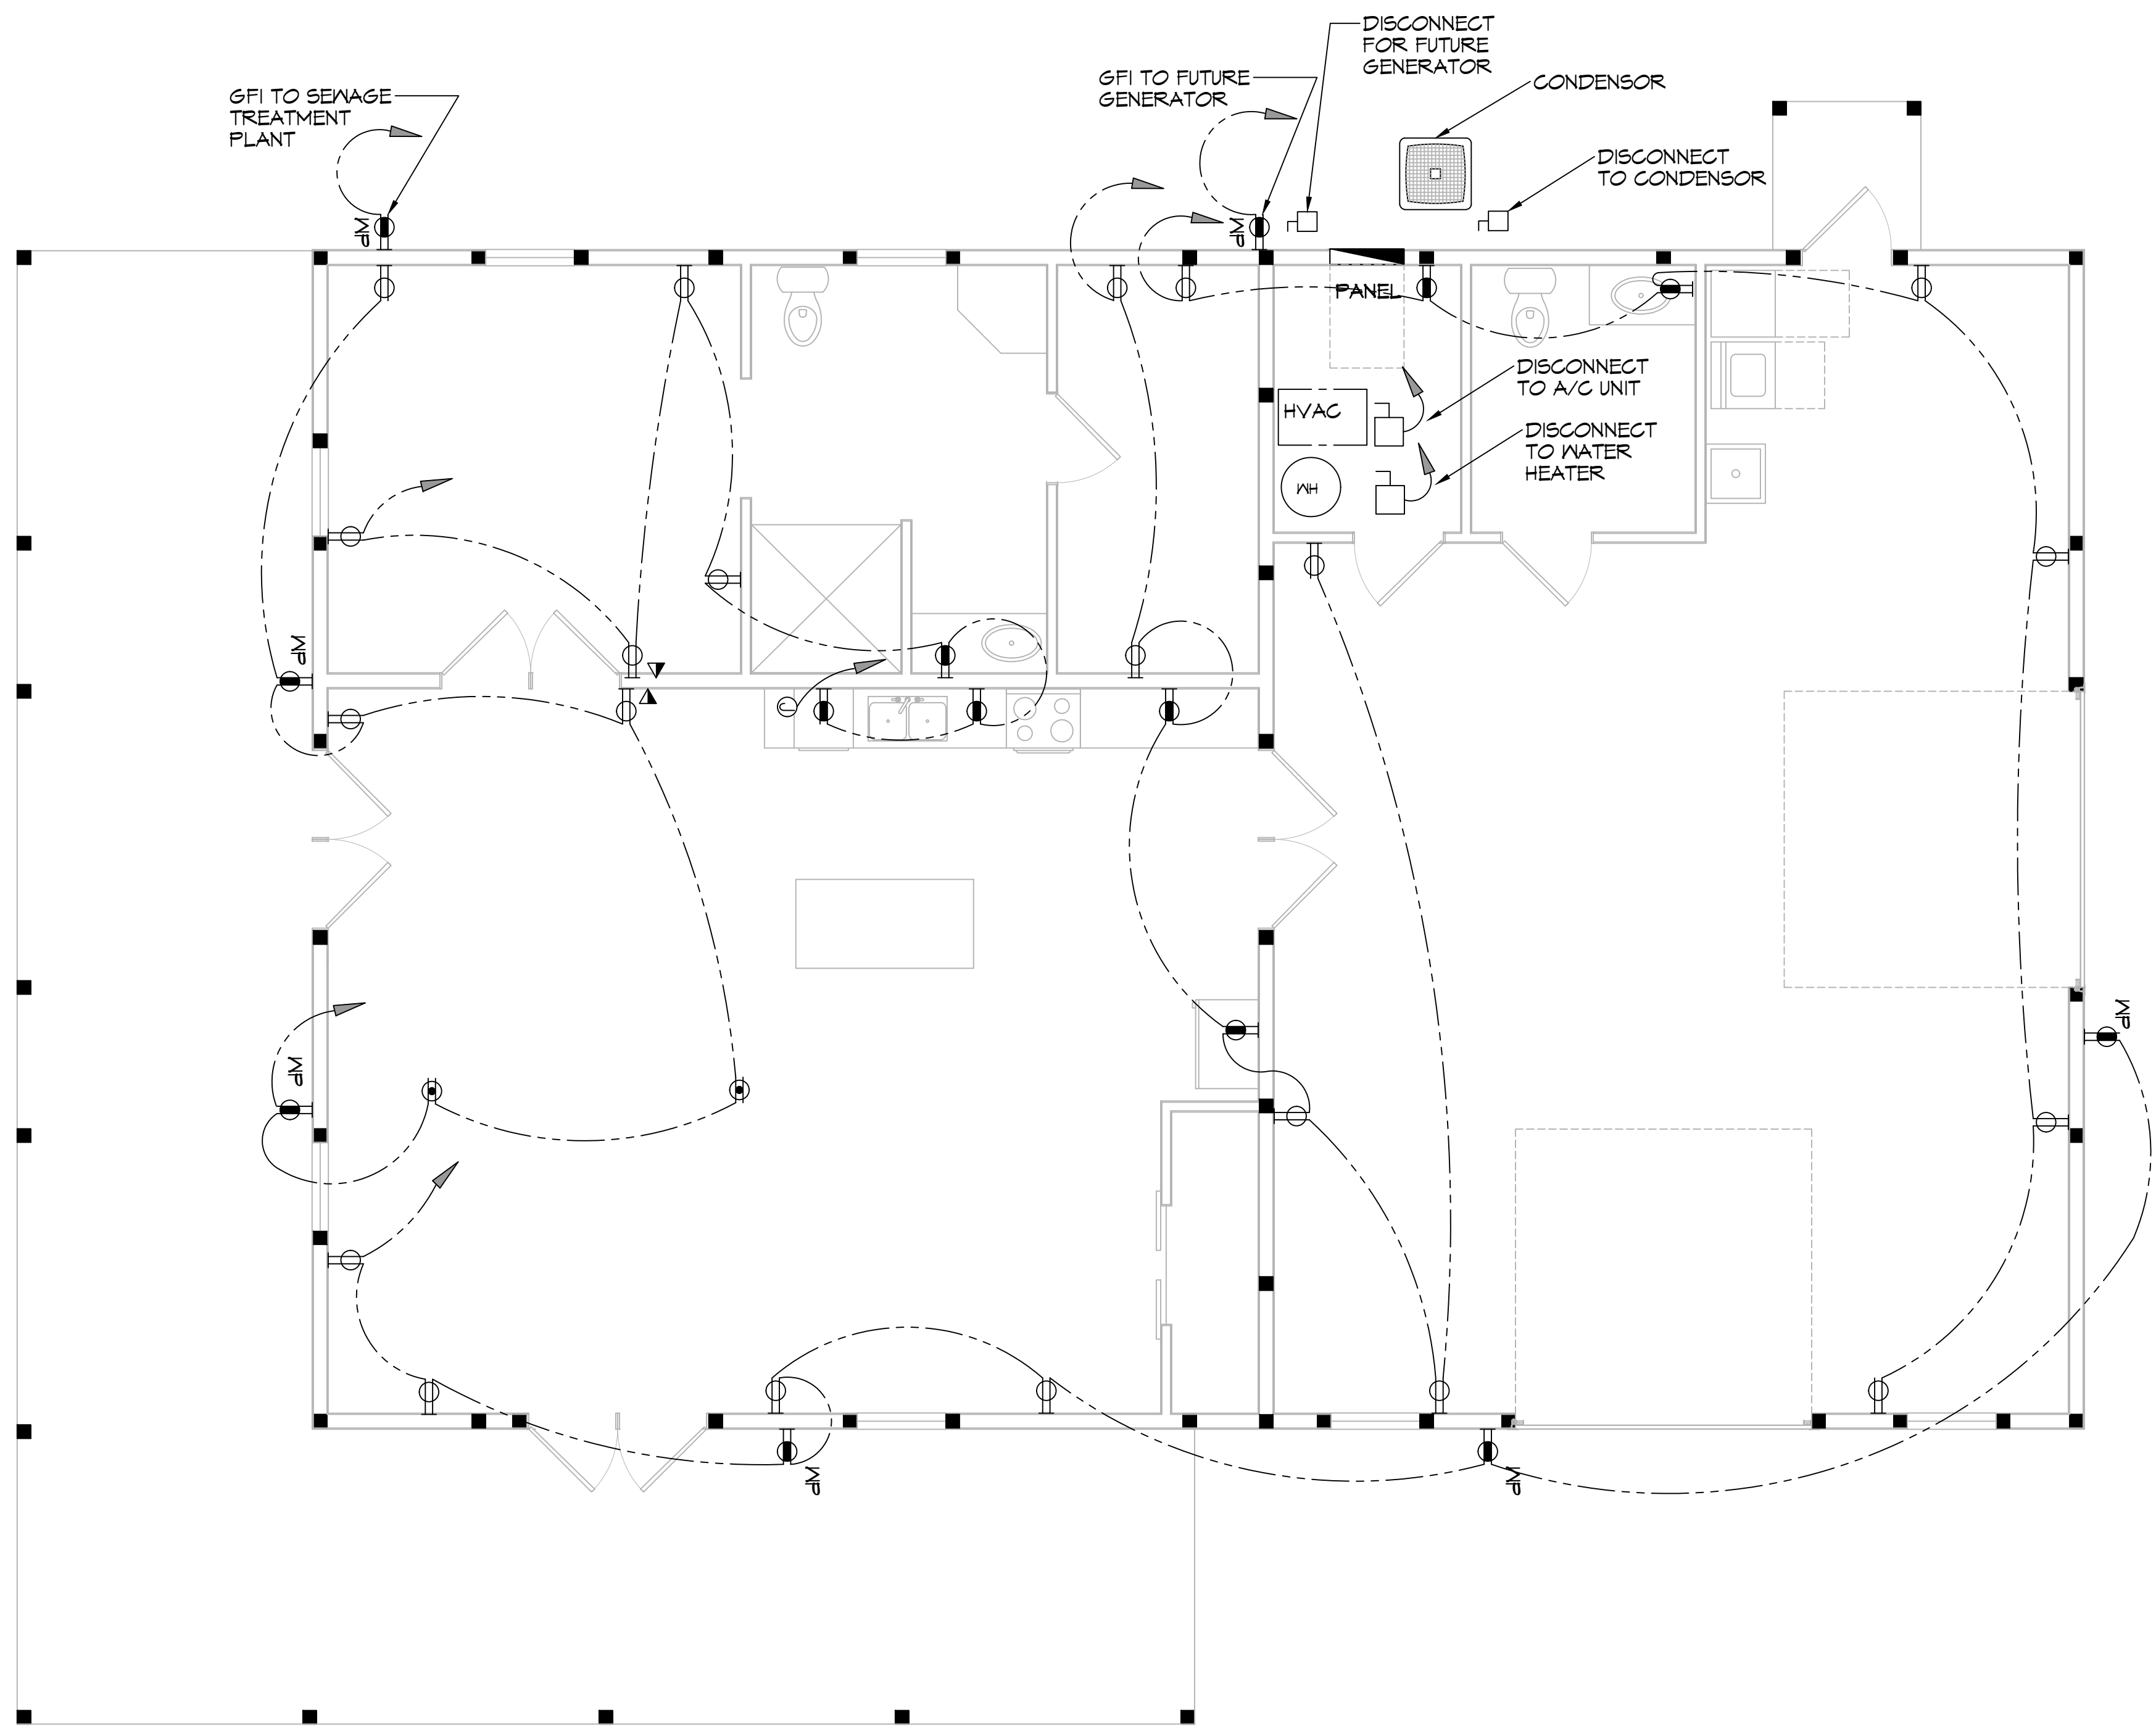 DISCONNECT
FOR FUTURE
GENERATOR
GFI TO FUTURE
GENERATOR
CONDENSOR
GFI TO SEWAGE
TREATMENT
PLANT
DISCONNECT
TO CONDENSOR
WP
WP
PANEL
DISCONNECT
TO A/C UNIT
HVAC
DISCONNECT
TO WATER
HEATER
WH
WP
J
WP
WP
WP
WP